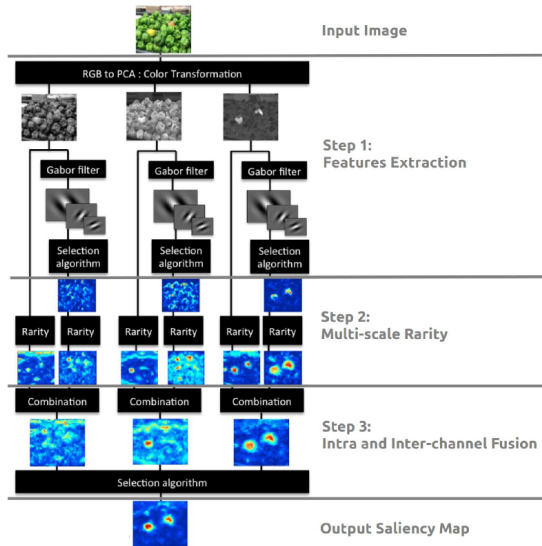 Input Image
RGB to PCA : Color Transformation
Step 1:
Features Extraction
Gabor filter
Gabor filter
Gabor filter
Selection
algorithm
Selection
algorithm
Selection
algorithm
Step 2:
Multi-scale Rarity
Rarity
Rarity
Rarity
Rarity
Rarity
Rarity
Combination
Combination
Combination
Step 3:
Intra and Inter-channel Fusion
Selection algorithm
Output Saliency Map